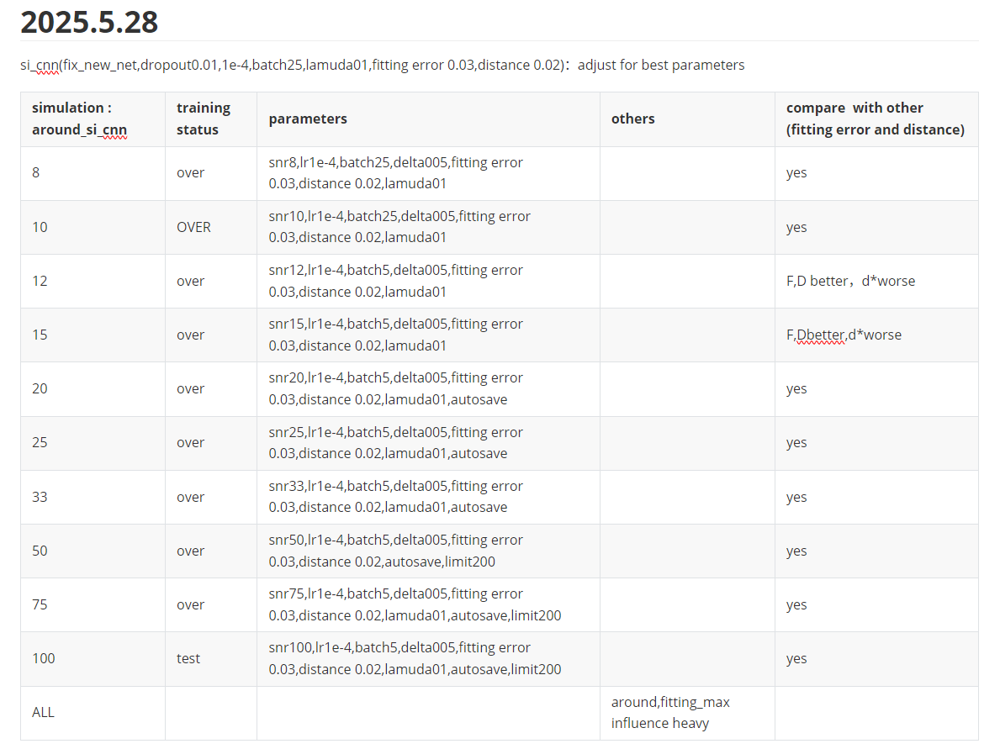 2025.5.28
si_cnn(fix_new_net,dropout0.01,1e-4,batch25,lamuda01,fitting error 0.03,distance 0.02)：adjust for best parameters
simulation :
around_si_cnn
training
status
parameters
others
compare with other
(fitting error and distance)
8
over
snr8,lr1e-4,batch25,delta005,fitting error
0.03,distance 0.02,lamuda01
yes
10
OVER
snr10,lr1e-4,batch25,delta005,fitting error
0.03,distance 0.02,lamuda01
yes
12
over
snr12,lr1e-4,batch5,delta005,fitting error
0.03,distance 0.02,lamuda01
F,D better，d*worse
15
over
snr15,lr1e-4,batch5,delta005,fitting error
0.03,distance 0.02,lamuda01
F,Dbetter,d*worse
20
over
snr20,lr1e-4,batch5,delta005,fitting error
0.03,distance 0.02,lamuda01,autosave
yes
25
over
snr25,lr1e-4,batch5,delta005,fitting error
0.03,distance 0.02,lamuda01,autosave
yes
33
over
snr33,lr1e-4,batch5,delta005,fitting error
0.03,distance 0.02,lamuda01,autosave
yes
50
over
snr50,lr1e-4,batch5,delta005,fitting error
0.03,distance 0.02,autosave,limit200
yes
75
over
snr75,lr1e-4,batch5,delta005,fitting error
0.03,distance 0.02,lamuda01,autosave,limit200
yes
100
test
snr100,lr1e-4,batch5,delta005,fitting error
0.03,distance 0.02,lamuda01,autosave,limit200
yes
ALL
around,fitting_max
influence heavy